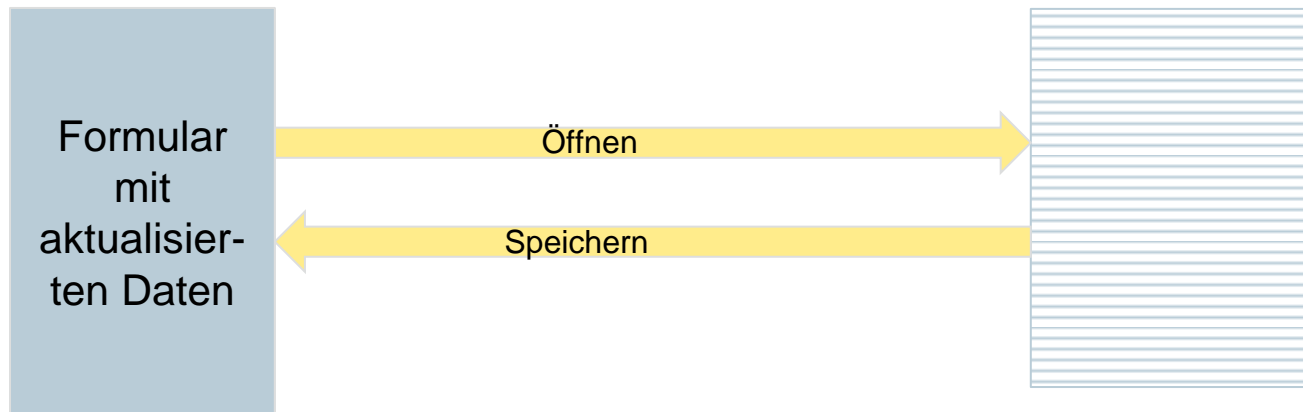 Formular
mit
aktualisier-
ten Daten
Öffnen
Speichern